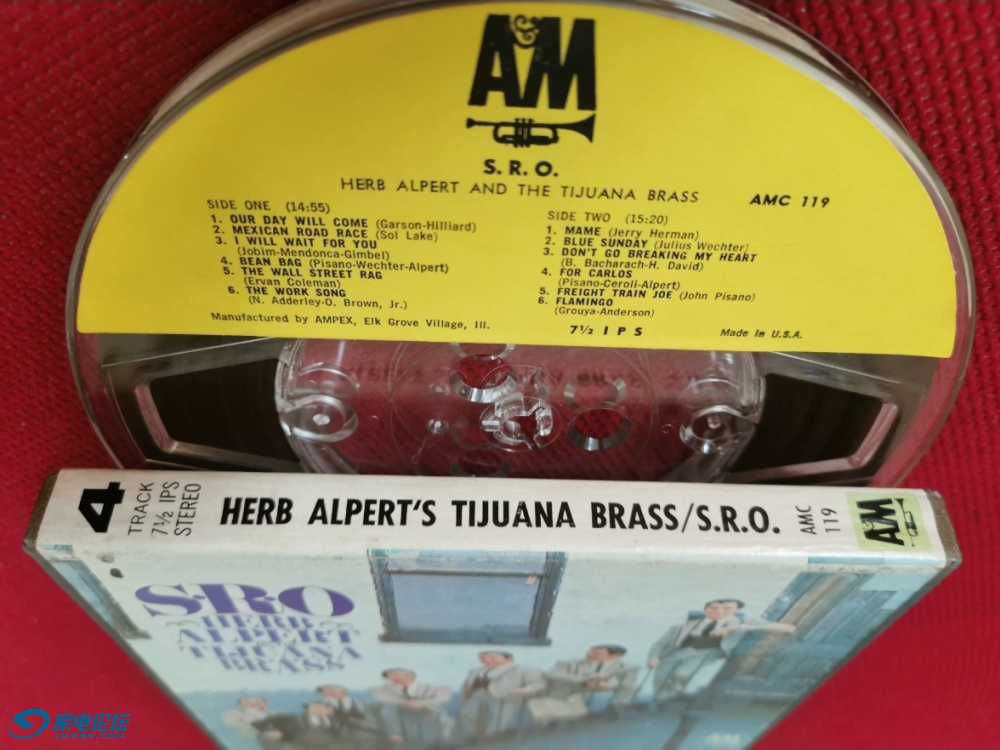 A&M
S. R. O.
HERB ALPERT AND THE TIJUANA BRASS
AMC 119
SIDE ONE (14:55)
1. OUR DAY WILL COME (Garson-Hilliard)
2. MEXICAN ROAD RACE (Sol Lake)
3. I WILL WAIT FOR YOU
(Jobim-Mendonca-Gimbel)
4. BEAN BAG (Pisano-Wechter-Alpert)
5. THE WALL STREET RAG
(Ervan Coleman)
6. THE WORK SONG
(N. Adderley-O. Brown, Jr.)
SIDE TWO (15:20)
1. MAME (Jerry Herman)
2. BLUE SUNDAY (Julius Wechter)
3. DON'T GO BREAKING MY HEART
(B. Bacharach-H. David)
4. FOR CARLOS
(Pisano-Ceroli-Alpert)
5. FREIGHT TRAIN JOE (John Pisano)
6. FLAMINGO
(Grouya-Anderson)
Manufactured by AMPEX, Elk Grove Village, Ill.
7½ I P S
Made In U.S.A.
4
TRACK
7½ IPS
STEREO
HERB ALPERT'S TIJUANA BRASS/S.R.O.
AMC
119
A&M
S·R·O
HERB
ALPERT
TIJUANA
BRASS
家电论坛